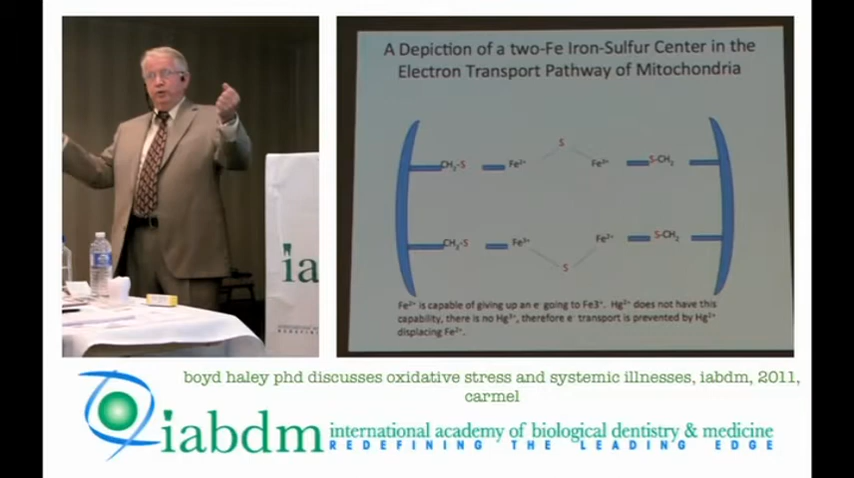 A Depiction of a two-Fe Iron-Sulfur Center in the
Electron Transport Pathway of Mitochondria
S
CH₂-S Fe²⁺ Fe²⁺ S-CH₂
CH₂-S Fe³⁺ Fe²⁺ S-CH₂
S
Fe²⁺ is capable of giving up an e⁻ going to Fe3⁺. Hg²⁺ does not have this
capability, there is no Hg³⁺, therefore e⁻ transport is prevented by Hg²⁺
displacing Fe²⁺.
ia
international
boyd haley phd discusses oxidative stress and systemic illnesses, iabdm, 2011,
carmel
iabdm international academy of biological dentistry & medicine
REDEFINING THE LEADING EDGE